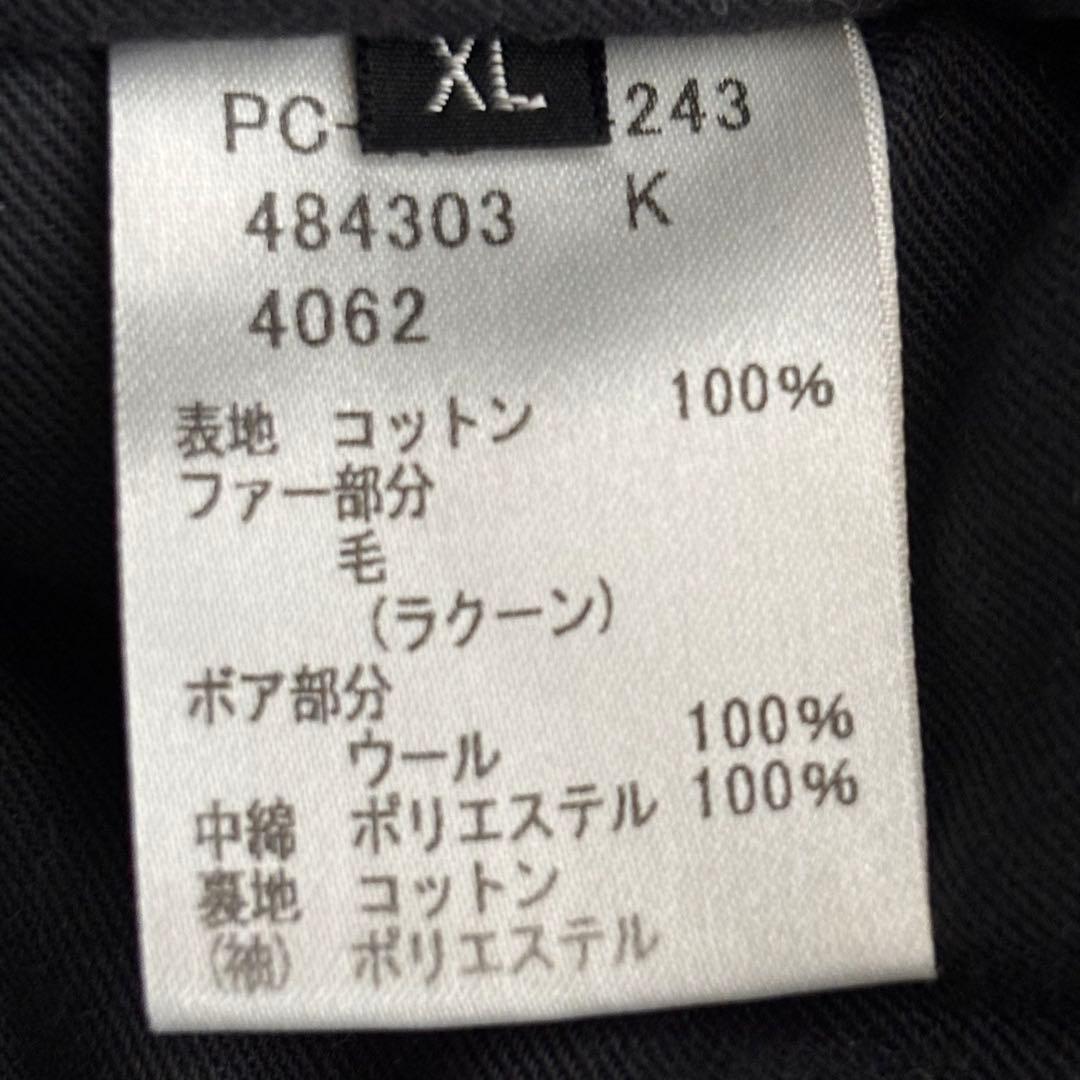 XL
PC- 243
484303 K
4062
表地 コットン 100%
ファー部分
毛
(ラクーン)
ボア部分
ウール 100%
中綿 ポリエステル 100%
裏地 コットン
(袖) ポリエステル